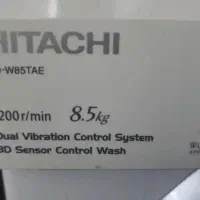 HITACHI
-W85TAE
200r/min 8.5kg
Dual Vibration Control System
3D Sensor Control Wash